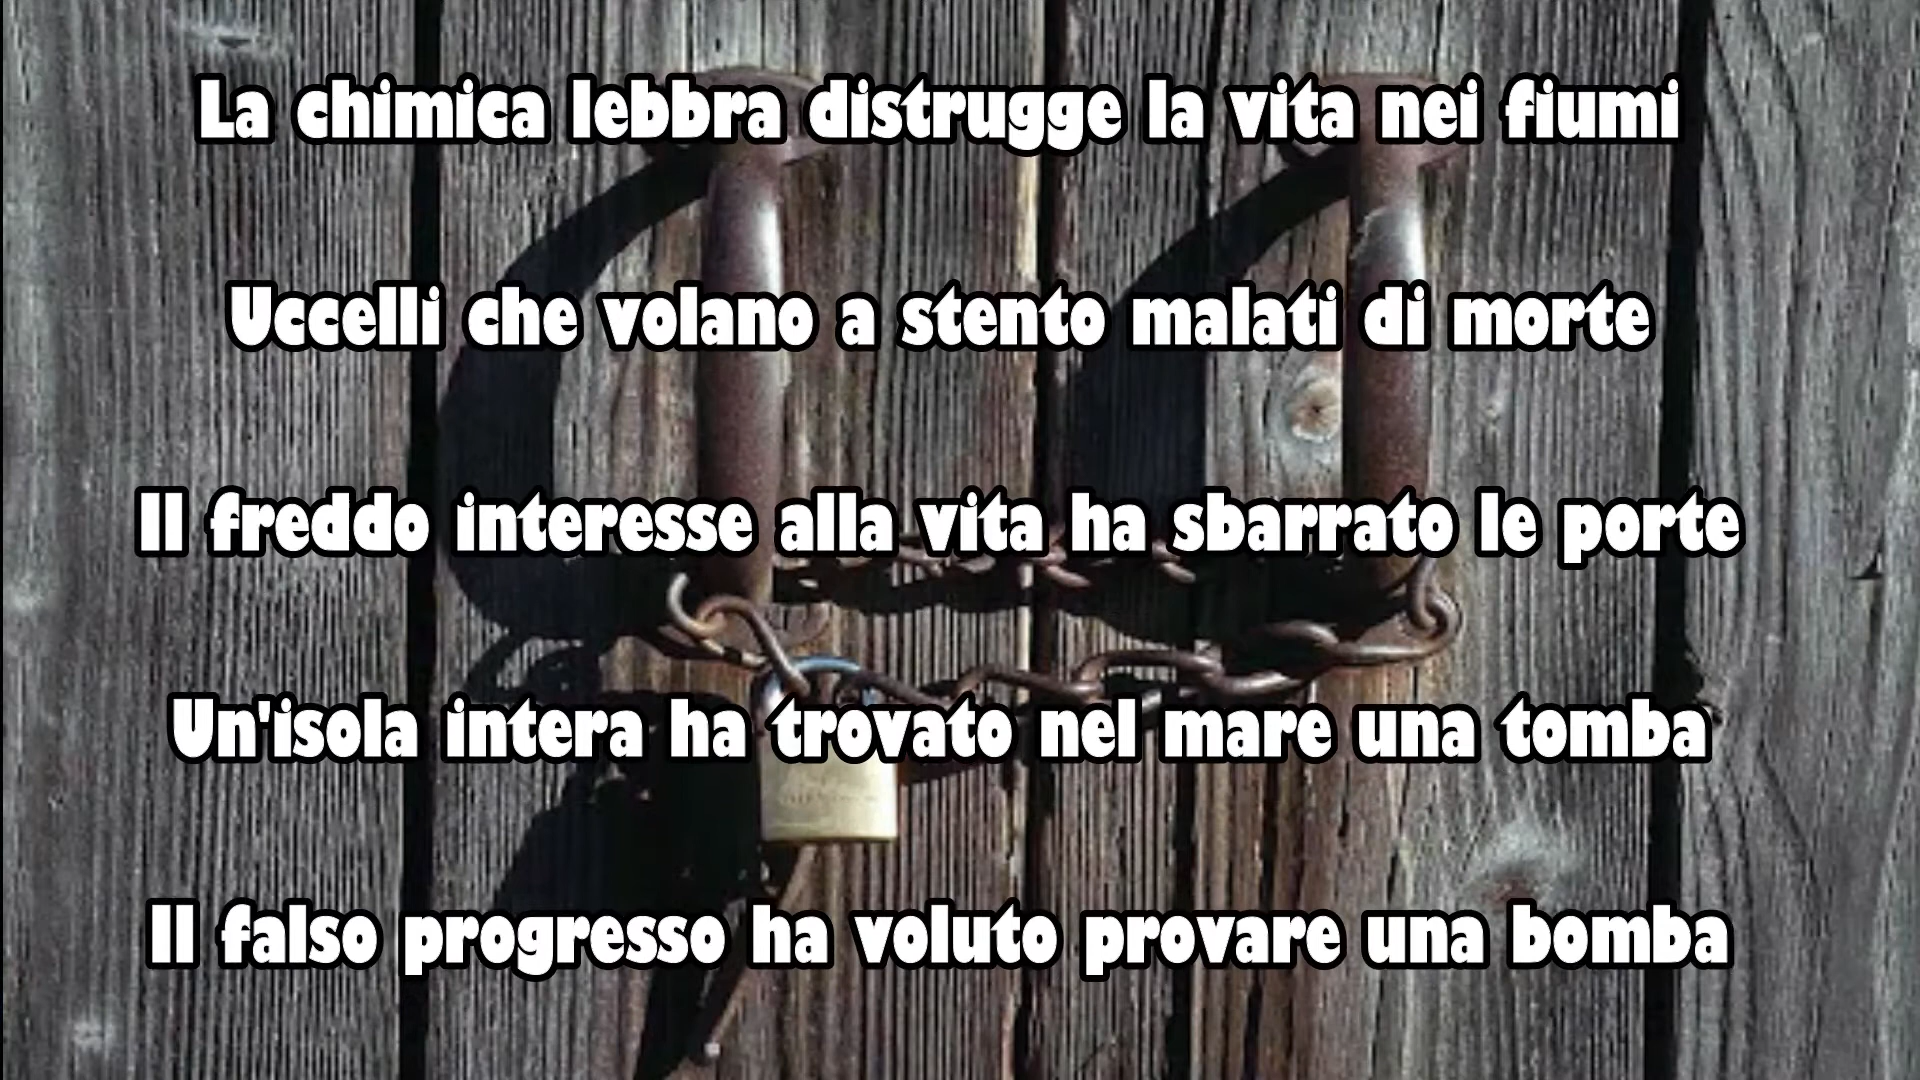 La chimica lebbra distrugge la vita nei fiumi
Uccelli che volano a stento malati di morte
Il freddo interesse alla vita ha sbarrato le porte
Un'isola intera ha trovato nel mare una tomba
Il falso progresso ha voluto provare una bomba